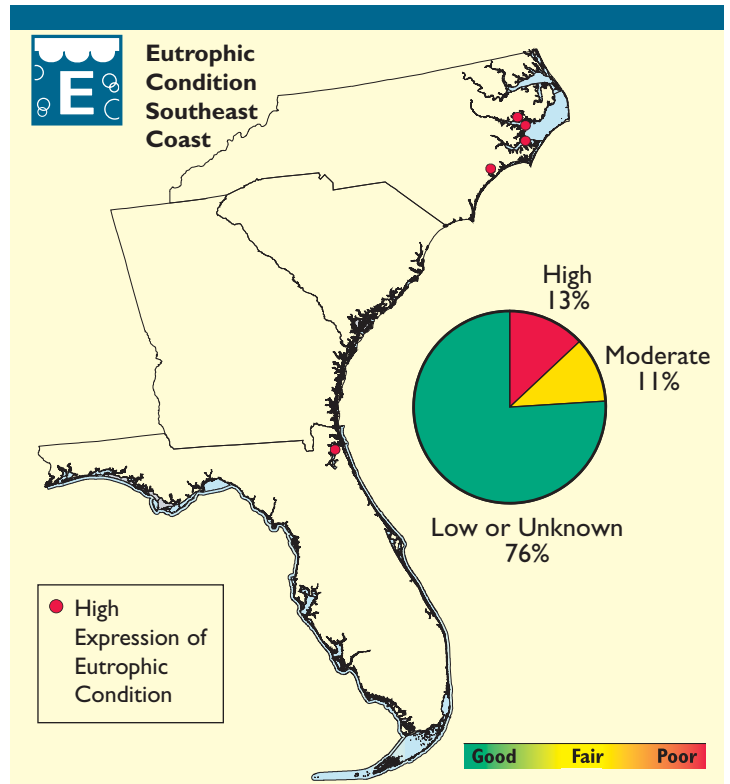 E
Eutrophic
Condition
Southeast
Coast
High
13%
Moderate
11%
Low or Unknown
76%
High
Expression of
Eutrophic
Condition
Good Fair Poor